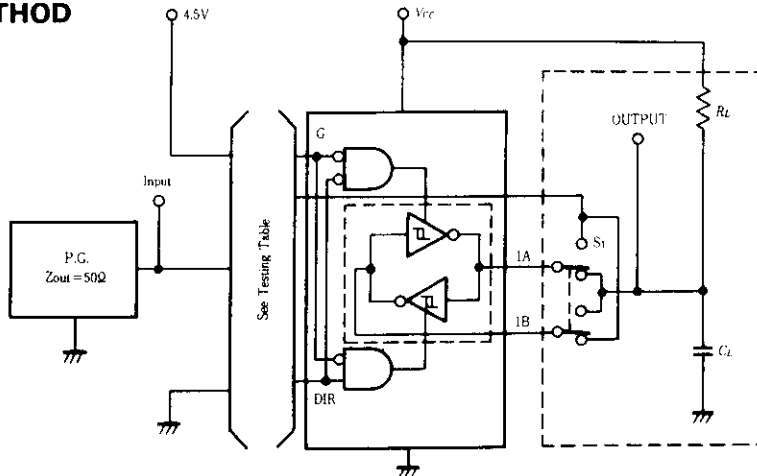 THOD
4.5V
Vcc
G
OUTPUT
RL
Input
P.G.
Zout = 50Ω
See Testing Table
S1
1A
1B
CL
DIR